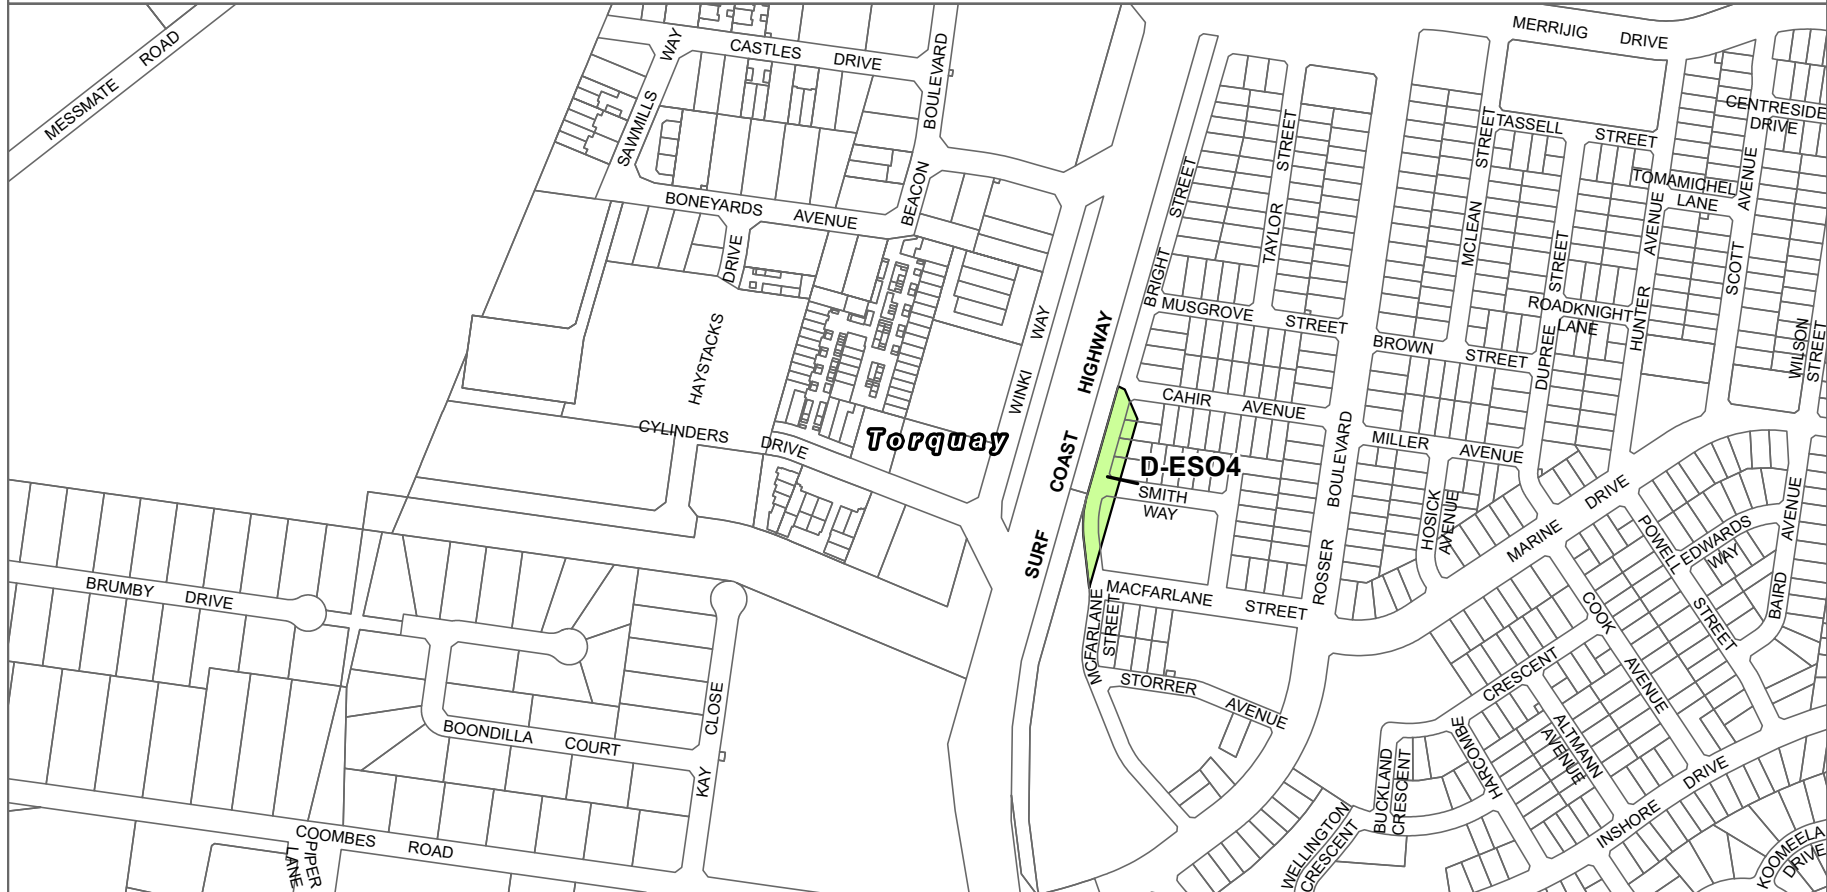 MERRIJIG DRIVE
MESSMATE ROAD
CASTLES DRIVE
SAWMILLS WAY
BEACON BOULEVARD
BONEYARDS AVENUE
HAYSTACKS DRIVE
CYLINDERS DRIVE
WINKI WAY
Torquay
SURF COAST HIGHWAY
BRIGHT STREET
TAYLOR STREET
MUSGROVE STREET
MCLEAN STREET
TASSELL STREET
CENTRESIDE
DRIVE
TOMAMICHEL
LANE
SCOTT AVENUE
HUNTER AVENUE
DUPREE STREET
ROADKNIGHT
LANE
WILSON
STREET
BROWN STREET
CAHIR AVENUE
MILLER AVENUE
D-ESO4
SMITH
WAY
ROSSER BOULEVARD
HOSICK
AVENUE
MARINE DRIVE
POWELL STREET
EDWARDS
WAY
BAIRD AVENUE
COOK AVENUE
MACFARLANE STREET
MCFARLANE
STREET
STORRER AVENUE
HARCOMBE CRESCENT
ALTMANN
AVENUE
INSHORE DRIVE
BUCKLAND
CRESCENT
WELLINGTON
CRESCENT
KOOMEELA
DRIVE
BRUMBY DRIVE
BOONDILLA COURT
KAY CLOSE
COOMBES ROAD
PIPER
LANE